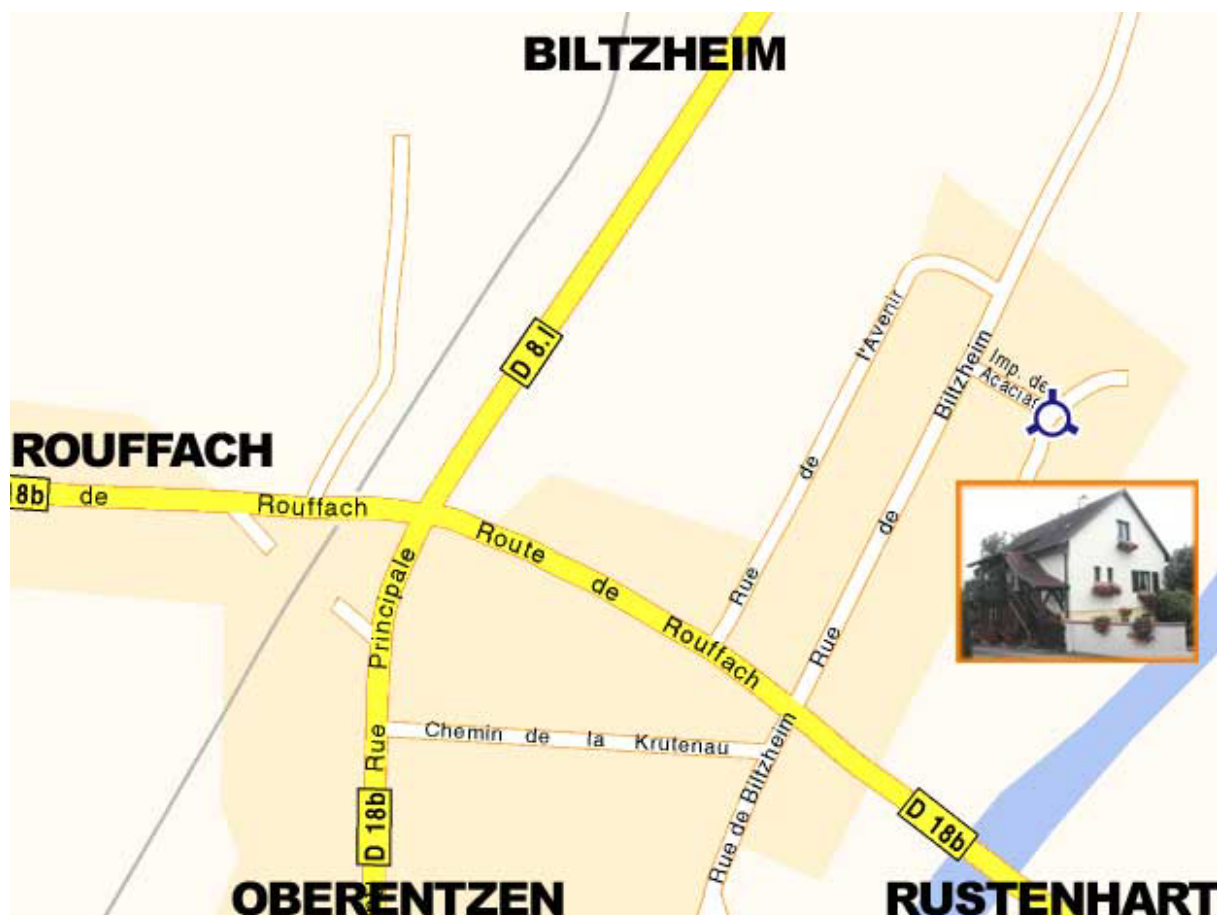 BILTZHEIM
D 8.I
l'Avenir
de
Rue
Biltzheim
de
Rue
Imp. de
Acacias
ROUFFACH
18b
de
Rouffach
Route de Rouffach
Rue Principale
Chemin de la Krutenau
Rue de Biltzheim
D 18b
D 18b
OBERENTZEN
RUSTENHART